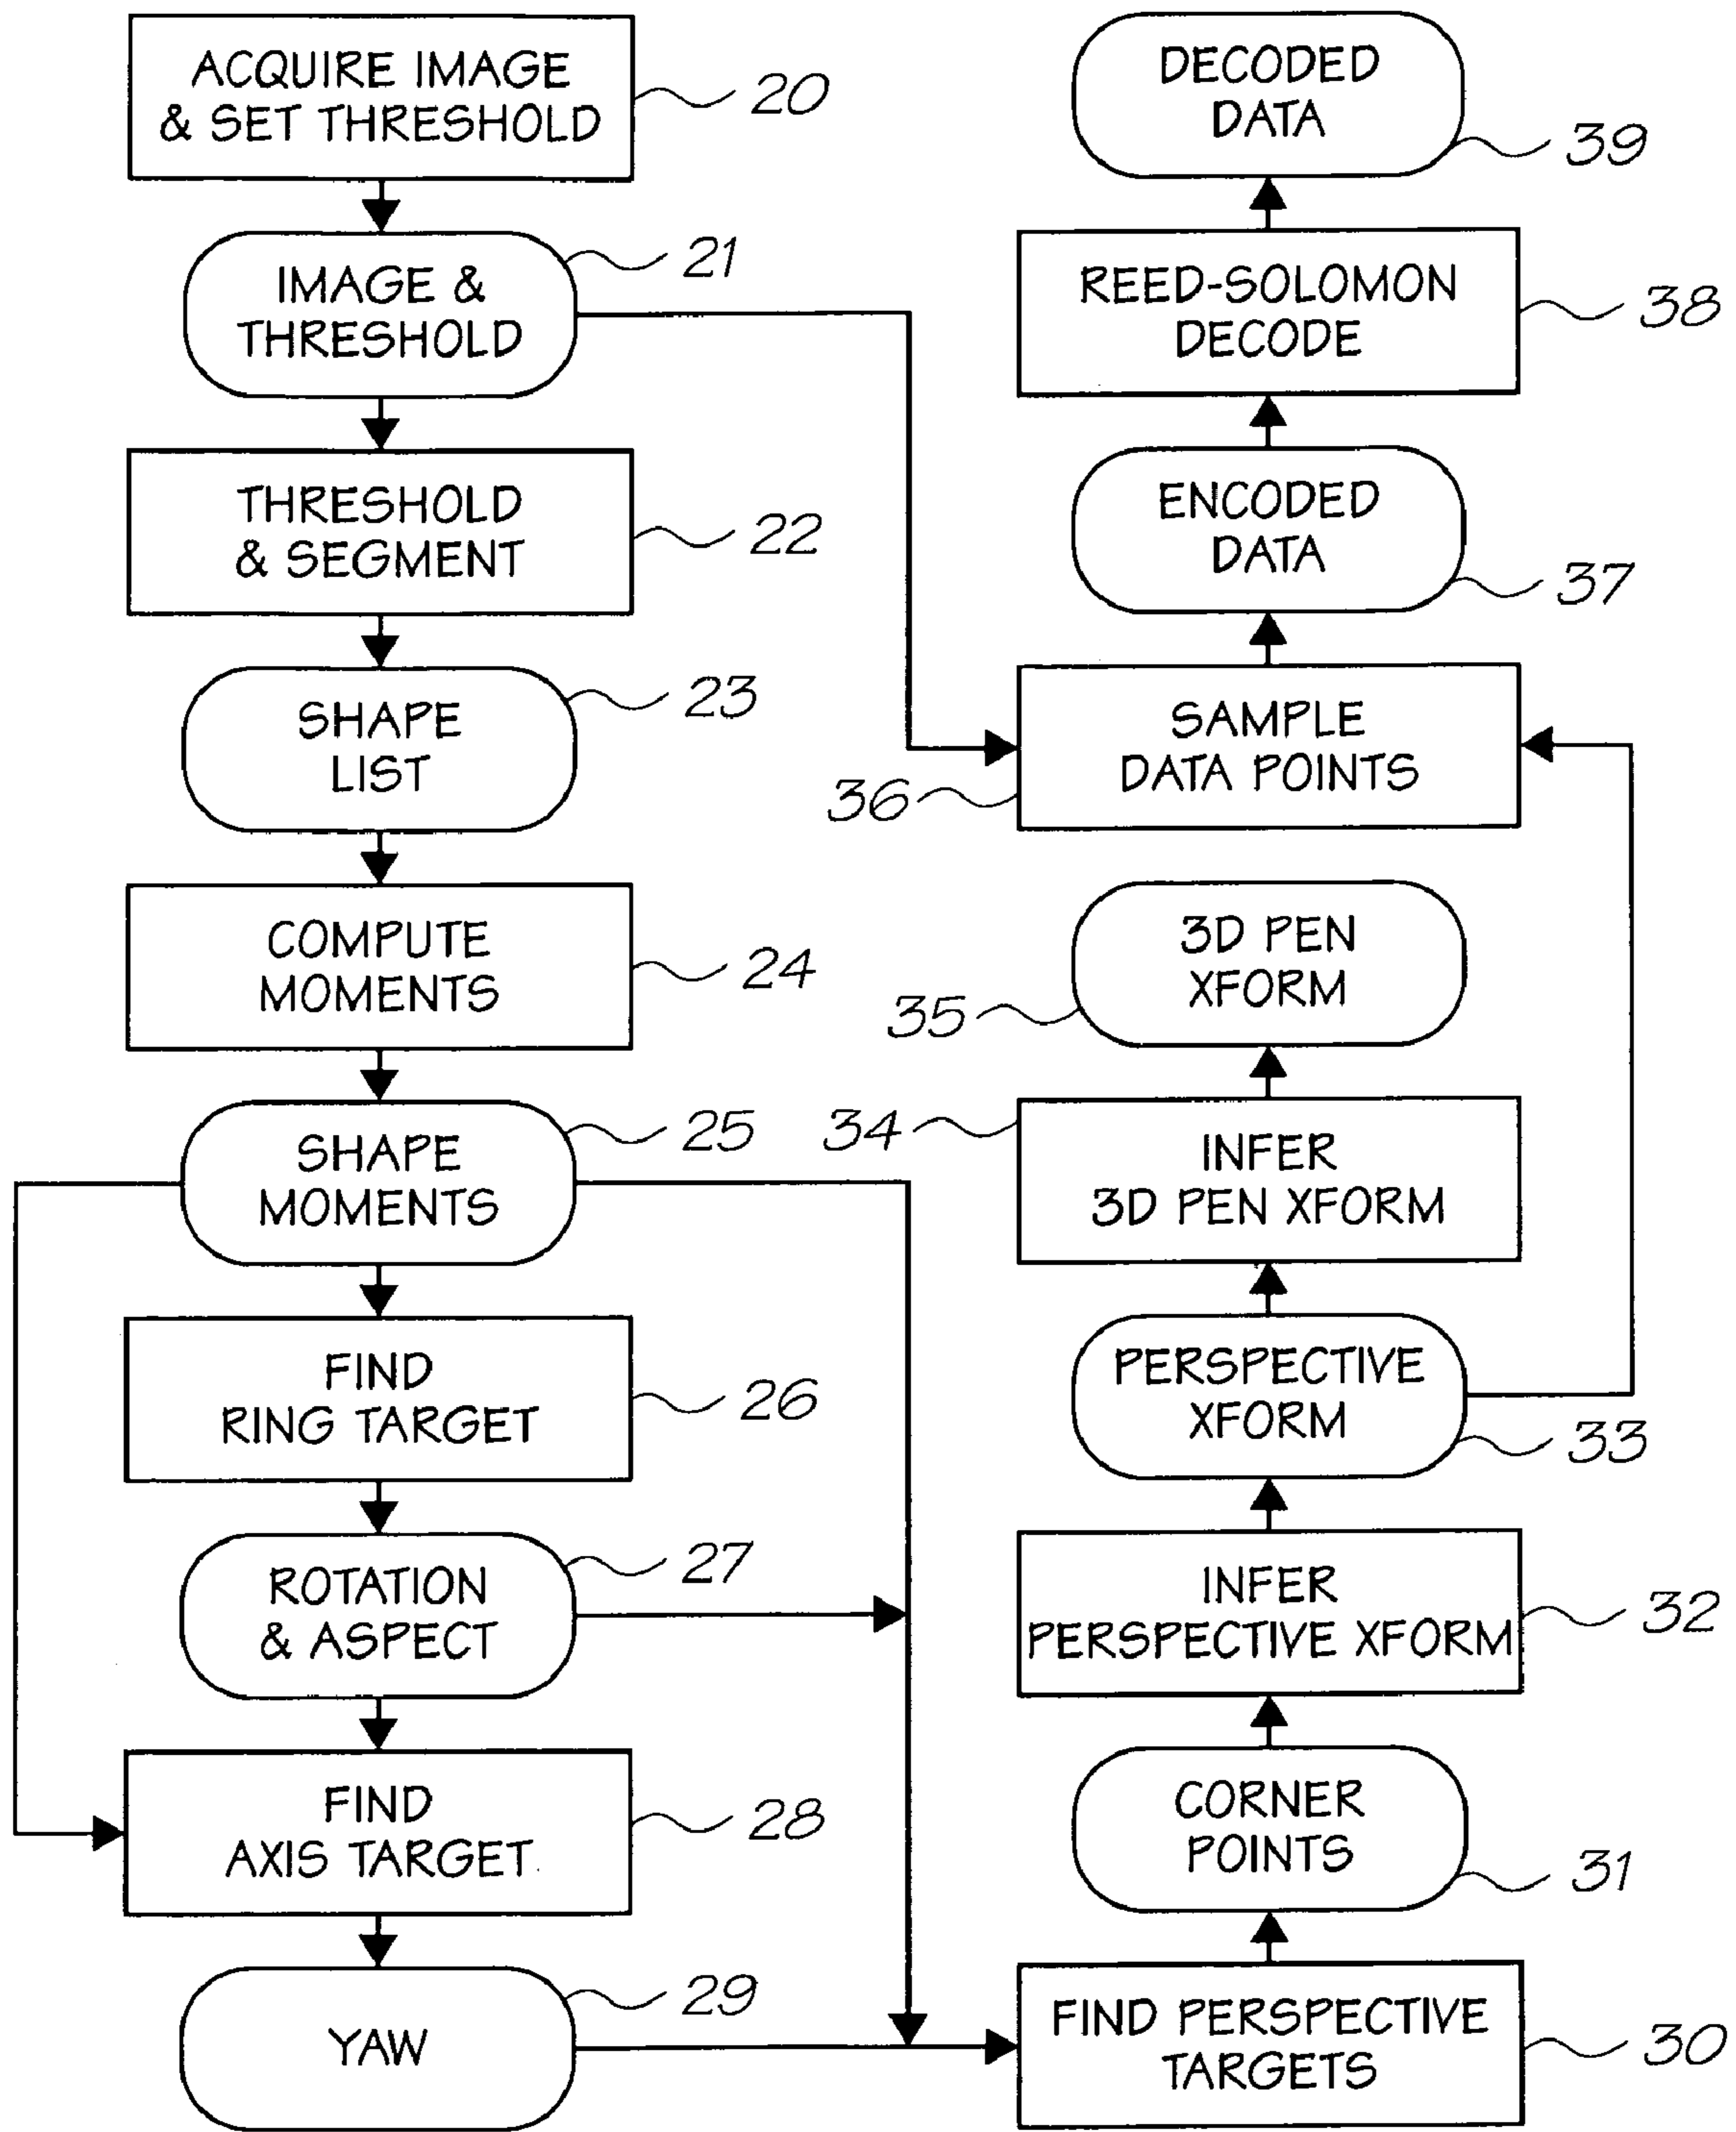 ACQUIRE IMAGE
& SET THRESHOLD
20
IMAGE &
THRESHOLD
21
THRESHOLD
& SEGMENT
22
SHAPE
LIST
23
COMPUTE
MOMENTS
24
SHAPE
MOMENTS
25
FIND
RING TARGET
26
ROTATION
& ASPECT
27
FIND
AXIS TARGET
28
YAW
29
DECODED
DATA
39
REED-SOLOMON
DECODE
38
ENCODED
DATA
37
SAMPLE
DATA POINTS
36
3D PEN
XFORM
35
INFER
3D PEN XFORM
34
PERSPECTIVE
XFORM
33
INFER
PERSPECTIVE XFORM
32
CORNER
POINTS
31
FIND PERSPECTIVE
TARGETS
30